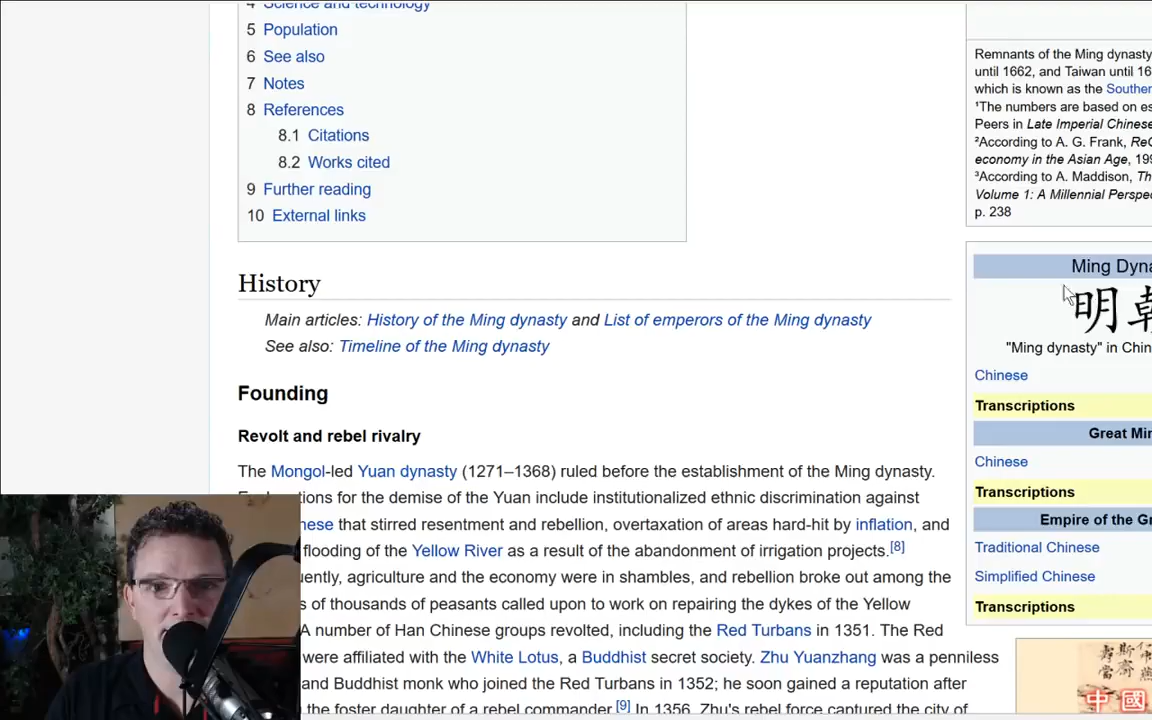 4 Science and technology
5 Population
6 See also
7 Notes
8 References
8.1 Citations
8.2 Works cited
9 Further reading
10 External links
History
Main articles: History of the Ming dynasty and List of emperors of the Ming dynasty
See also: Timeline of the Ming dynasty
Founding
Revolt and rebel rivalry
The Mongol-led Yuan dynasty (1271–1368) ruled before the establishment of the Ming dynasty.
tions for the demise of the Yuan include institutionalized ethnic discrimination against
nese that stirred resentment and rebellion, overtaxation of areas hard-hit by inflation, and
flooding of the Yellow River as a result of the abandonment of irrigation projects.[8]
uently, agriculture and the economy were in shambles, and rebellion broke out among the
s of thousands of peasants called upon to work on repairing the dykes of the Yellow
A number of Han Chinese groups revolted, including the Red Turbans in 1351. The Red
were affiliated with the White Lotus, a Buddhist secret society. Zhu Yuanzhang was a penniless
and Buddhist monk who joined the Red Turbans in 1352; he soon gained a reputation after
the foster daughter of a rebel commander.[9] In 1356, Zhu's rebel force captured the city of
Remnants of the Ming dynasty
until 1662, and Taiwan until 16
which is known as the Souther
¹The numbers are based on es
Peers in Late Imperial Chinese
²According to A. G. Frank, ReO
economy in the Asian Age, 199
³According to A. Maddison, Th
Volume 1: A Millennial Perspe
p. 238
Ming Dyna
明朝
"Ming dynasty" in Chin
Chinese
Transcriptions
Great Min
Chinese
Transcriptions
Empire of the Gr
Traditional Chinese
Simplified Chinese
Transcriptions
中國